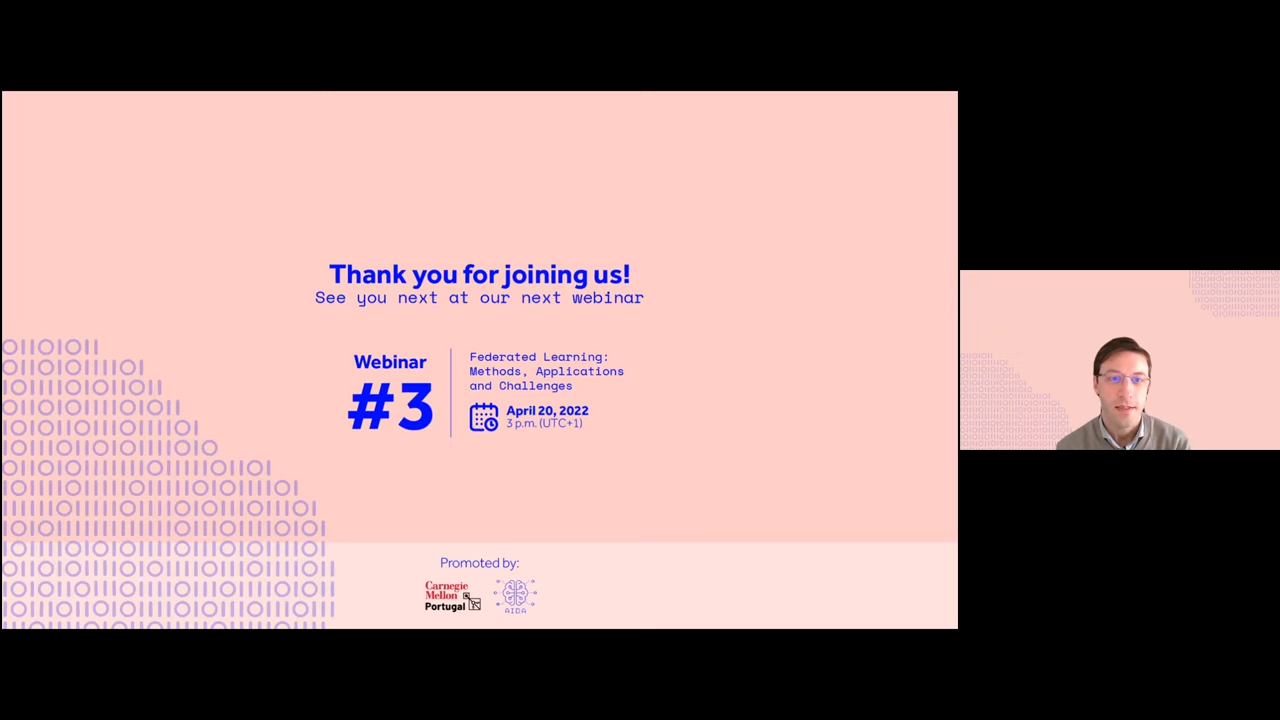 Thank you for joining us!
See you next at our next webinar
Webinar
#3
Federated Learning:
Methods, Applications
and Challenges
April 20, 2022
3 p.m. (UTC+1)
Promoted by:
Carnegie
Mellon
Portugal
AIDA